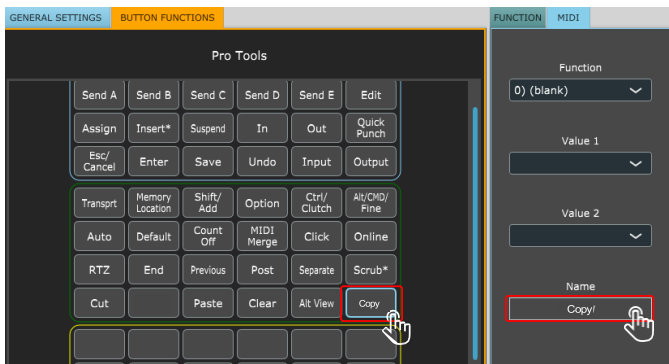 GENERAL SETTINGS BUTTON FUNCTIONS FUNCTION MIDI
Pro Tools
Send A Send B Send C Send D Send E Edit
Assign Insert* Suspend In Out Quick Punch
Esc/ Cancel Enter Save Undo Input Output
Transprt Memory Location Shift/ Add Option Ctrl/ Clutch Alt/CMD/ Fine
Auto Default Count Off MIDI Merge Click Online
RTZ End Previous Post Separate Scrub*
Cut Paste Clear Alt View Copy
Function
0) (blank)
Value 1
Value 2
Name
Copy/